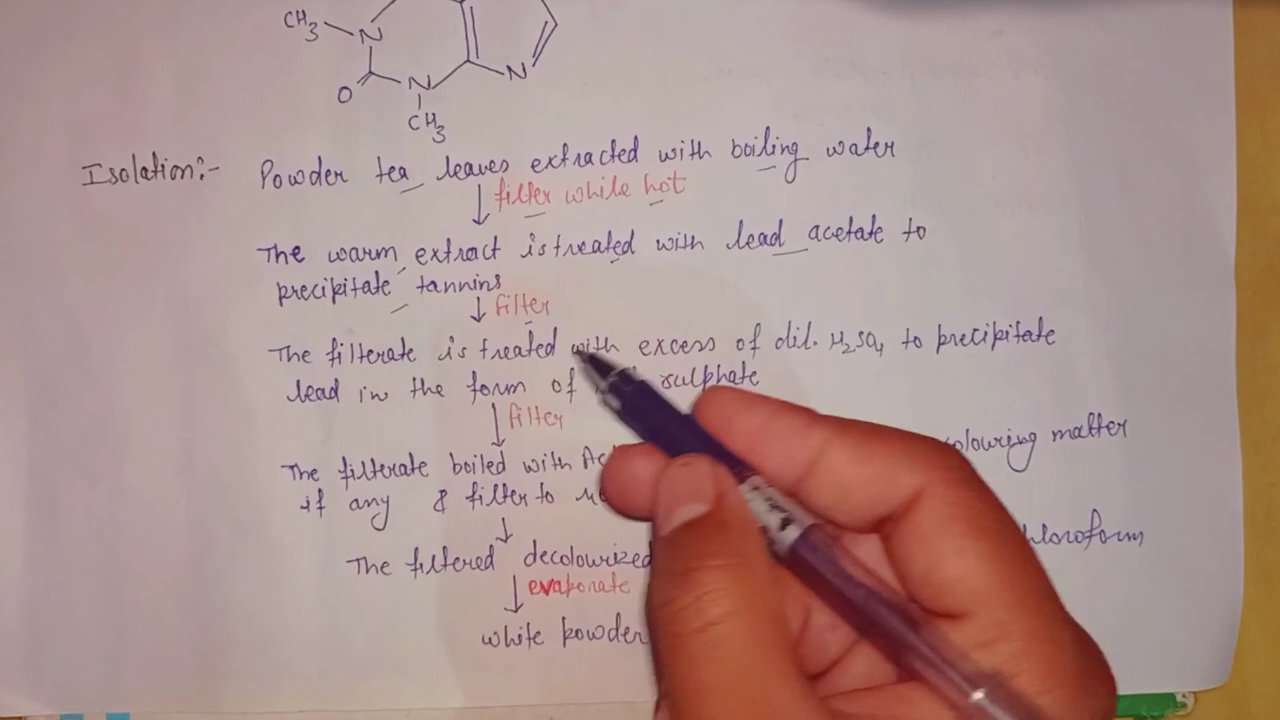 CH3
N
O
N
N
CH3
Isolation:- Powder tea leaves extracted with boiling water
filter while hot
The warm extract is treated with lead acetate to
precipitate tannins
filter
The filterate is treated with excess of dil. H2SO4 to precipitate
lead in the form of sulphate
filter
The filterate boiled with matter
if any & filter to
The filtered decolourized
evaporate
white powder